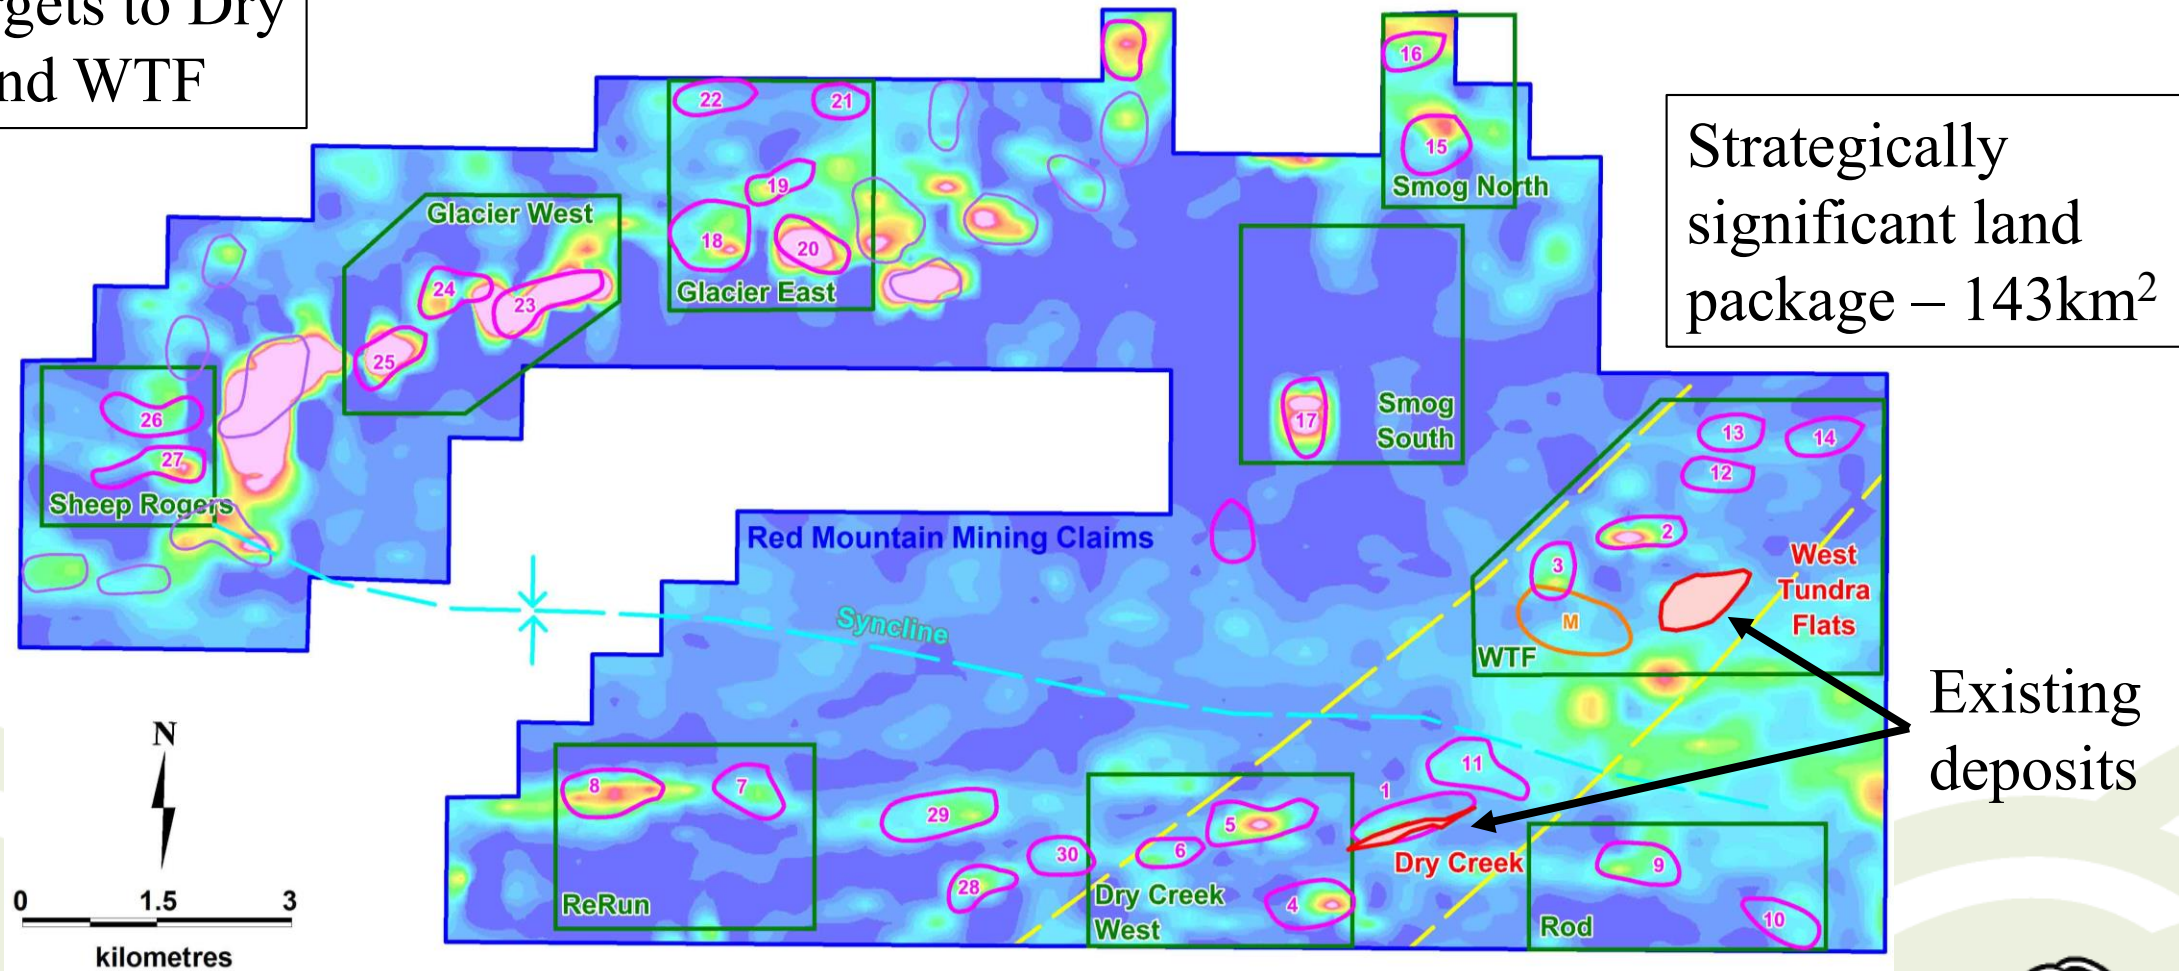 rgets to Dry
nd WTF
16
22
21
15
Smog North
Strategically
significant land
package – 143km²
19
Glacier West
18
20
Glacier East
24
23
25
Smog
South
17
26
27
Sheep Rogers
13
14
12
2
3
West
Tundra
Flats
M
WTF
Red Mountain Mining Claims
Syncline
Existing
deposits
N
8
7
29
30
28
ReRun
5
6
4
Dry Creek
West
11
1
Dry Creek
9
10
Rod
0 1.5 3
kilometres